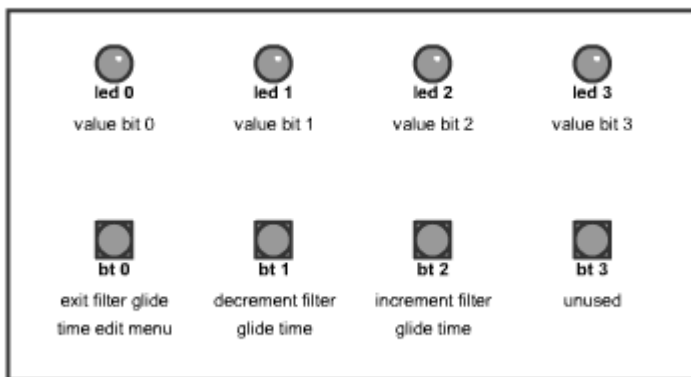 led 0 led 1 led 2 led 3
value bit 0 value bit 1 value bit 2 value bit 3
bt 0 bt 1 bt 2 bt 3
exit filter glide decrement filter increment filter unused
time edit menu glide time glide time